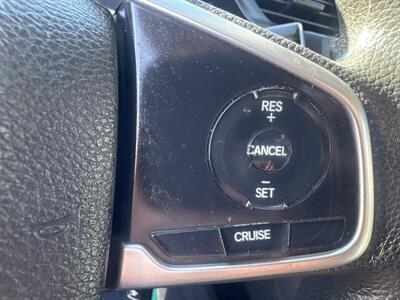 RES
+
CANCEL
-
SET
CRUISE